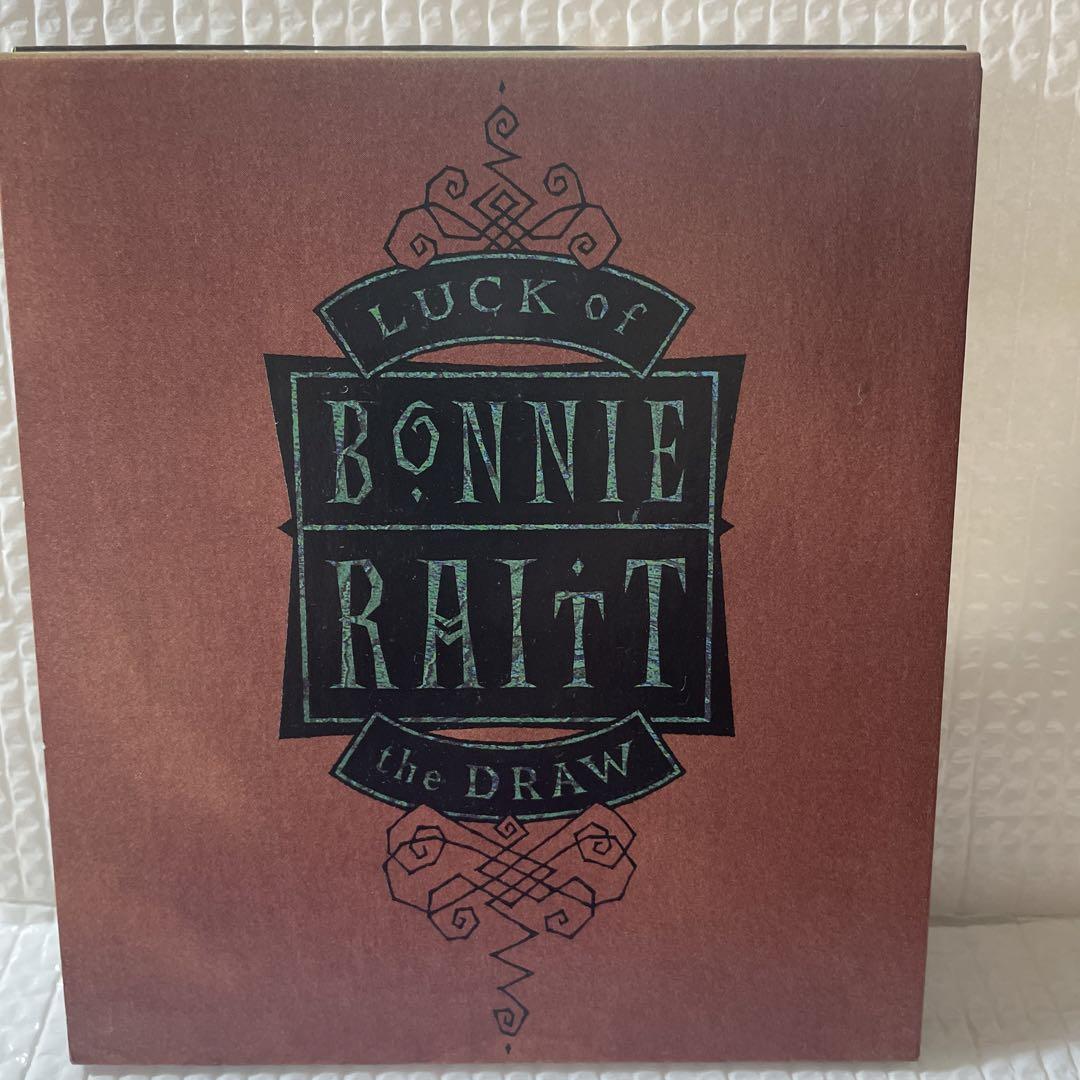 LUCK of
BONNIE
RAITT
the DRAW